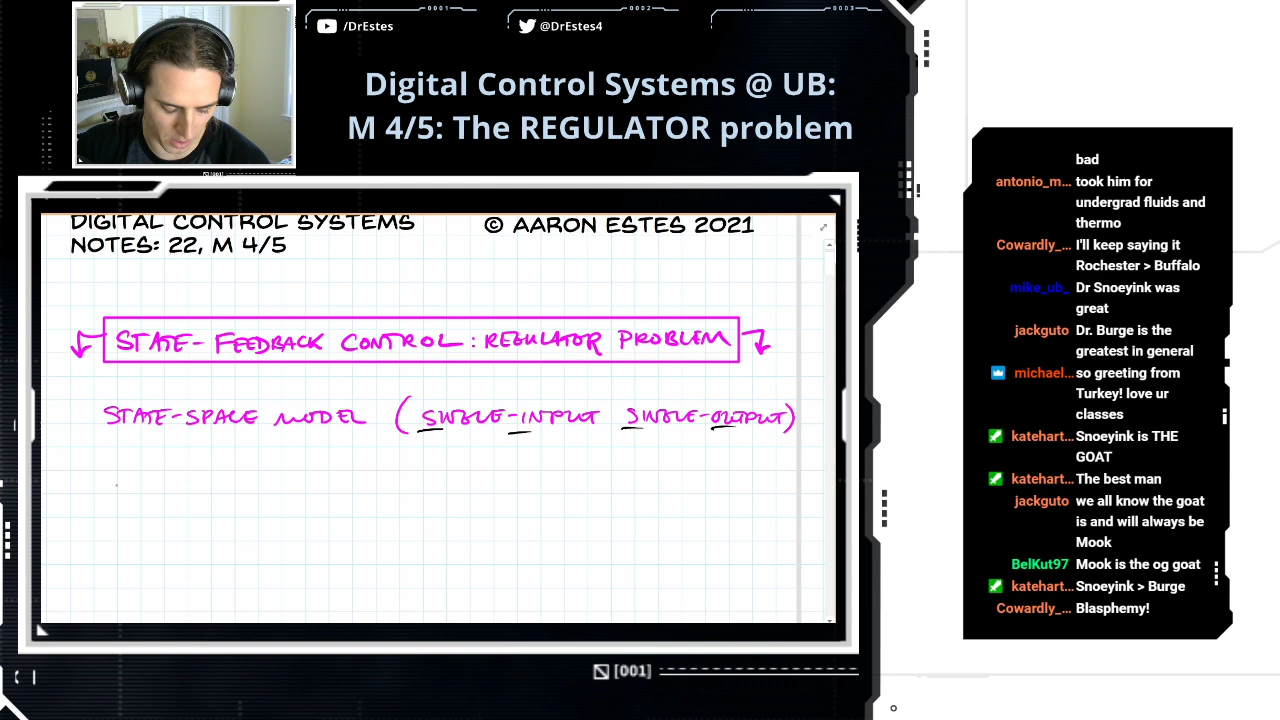 0001
0002
0003
/DrEstes
@DrEstes4
Digital Control Systems @ UB:
M 4/5: The REGULATOR problem
[001]
DIGITAL CONTROL SYSTEMS
© AARON ESTES 2021
NOTES: 22, M 4/5
STATE-FEEDBACK CONTROL: REGULATOR PROBLEM
STATE-SPACE MODEL (SINGLE-INPUT SINGLE-OUTPUT)
[001]
bad
antonio_m... took him for
undergrad fluids and
thermo
Cowardly_... I'll keep saying it
Rochester > Buffalo
mike_ub_ Dr Snoeyink was
great
jackguto Dr. Burge is the
greatest in general
michael... so greeting from
Turkey! love ur
classes
katehart... Snoeyink is THE
GOAT
katehart... The best man
jackguto we all know the goat
is and will always be
Mook
BelKut97 Mook is the og goat
katehart... Snoeyink > Burge
Cowardly_... Blasphemy!